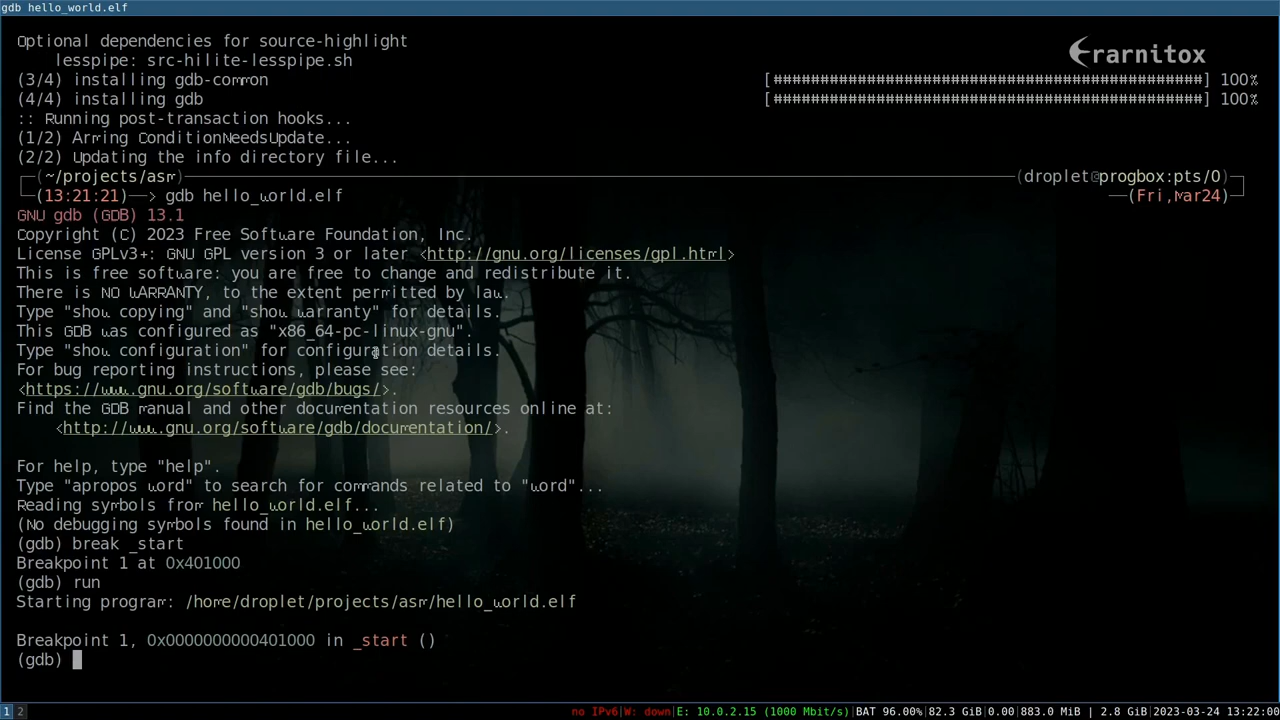 gdb hello_world.elf
Optional dependencies for source-highlight
lesspipe: src-hilite-lesspipe.sh
rarnitox
(3/4) installing gdb-common [##############################################] 100%
(4/4) installing gdb [##############################################] 100%
:: Running post-transaction hooks...
(1/2) Arming ConditionNeedsUpdate...
(2/2) Updating the info directory file...
(~/projects/asm) (droplet@progbox:pts/0)
(13:21:21)—> gdb hello_world.elf —(Fri,Mar24)
GNU gdb (GDB) 13.1
Copyright (C) 2023 Free Software Foundation, Inc.
License GPLv3+: GNU GPL version 3 or later <http://gnu.org/licenses/gpl.html>
This is free software: you are free to change and redistribute it.
There is NO WARRANTY, to the extent permitted by law.
Type "show copying" and "show warranty" for details.
This GDB was configured as "x86_64-pc-linux-gnu".
Type "show configuration" for configuration details.
For bug reporting instructions, please see:
<https://www.gnu.org/software/gdb/bugs/>.
Find the GDB manual and other documentation resources online at:
<http://www.gnu.org/software/gdb/documentation/>.
For help, type "help".
Type "apropos word" to search for commands related to "word"...
Reading symbols from hello_world.elf...
(No debugging symbols found in hello_world.elf)
(gdb) break _start
Breakpoint 1 at 0x401000
(gdb) run
Starting program: /home/droplet/projects/asm/hello_world.elf
Breakpoint 1, 0x0000000000401000 in _start ()
(gdb)
1 2 no IPv6|W: down|E: 10.0.2.15 (1000 Mbit/s)|BAT 96.00%|82.3 GiB|0.00|883.0 MiB | 2.8 GiB|2023-03-24 13:22:00